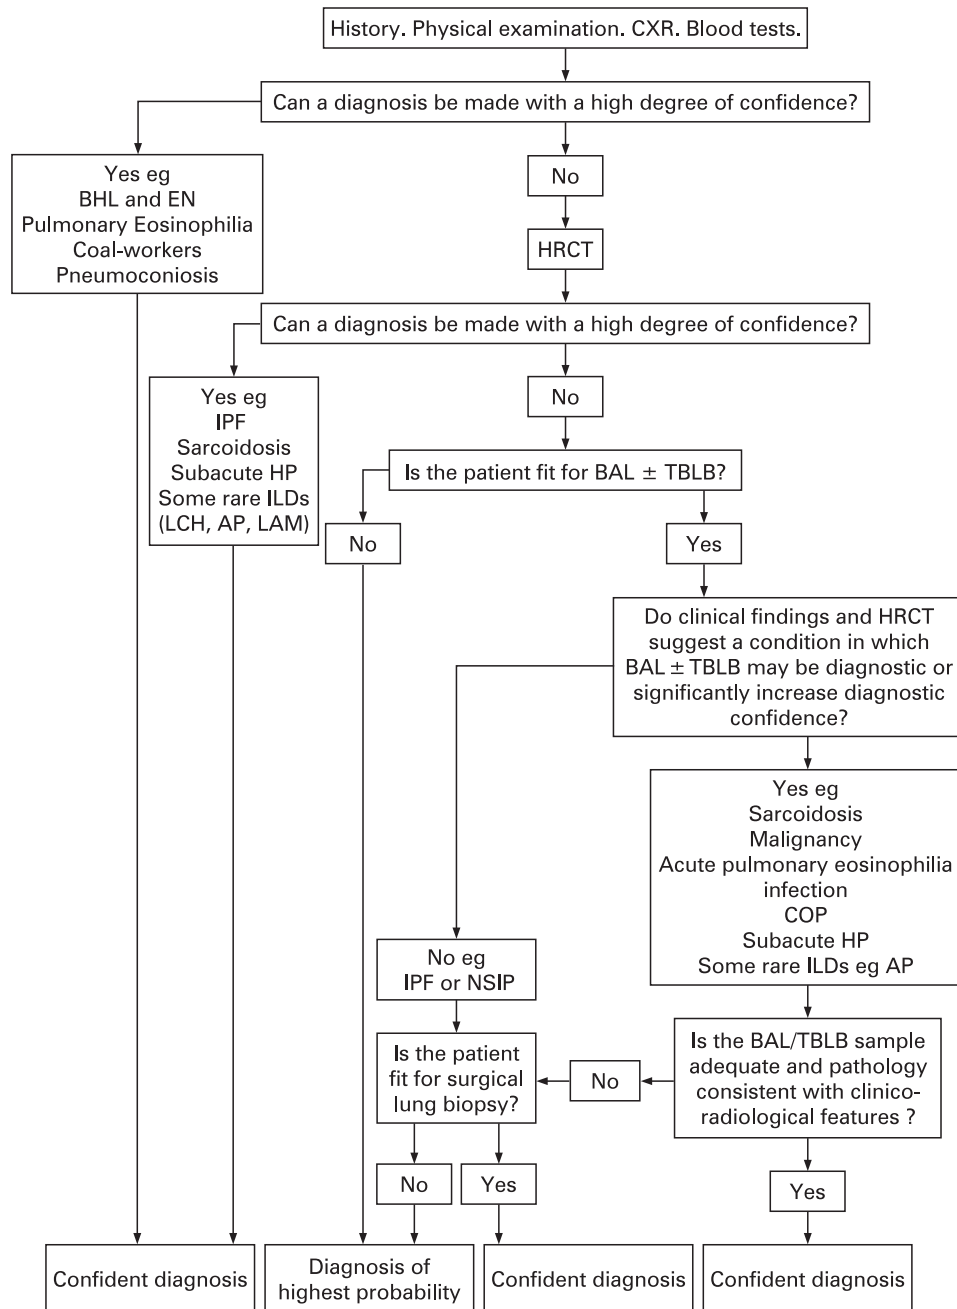 History. Physical examination. CXR. Blood tests.
Can a diagnosis be made with a high degree of confidence?
Yes eg
BHL and EN
Pulmonary Eosinophilia
Coal-workers
Pneumoconiosis
No
HRCT
Can a diagnosis be made with a high degree of confidence?
Yes eg
IPF
Sarcoidosis
Subacute HP
Some rare ILDs
(LCH, AP, LAM)
No
Is the patient fit for BAL ± TBLB?
No
Yes
Do clinical findings and HRCT
suggest a condition in which
BAL ± TBLB may be diagnostic or
significantly increase diagnostic
confidence?
Yes eg
Sarcoidosis
Malignancy
Acute pulmonary eosinophilia
infection
COP
Subacute HP
Some rare ILDs eg AP
No eg
IPF or NSIP
Is the patient
fit for surgical
lung biopsy?
No
Is the BAL/TBLB sample
adequate and pathology
consistent with clinico-
radiological features ?
No
Yes
Yes
Confident diagnosis
Diagnosis of
highest probability
Confident diagnosis
Confident diagnosis